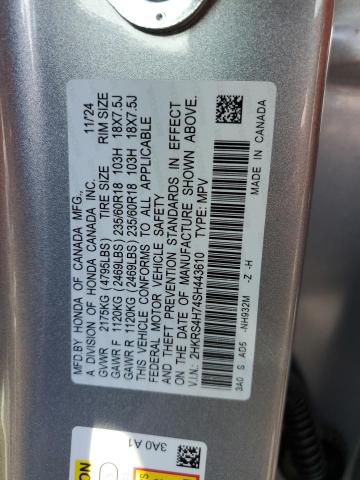 MFD.BY HONDA OF CANADA MFG.,
A DIVISION OF HONDA CANADA INC. 11/24
GVWR 2175KG (4795LBS) TIRE SIZE RIM SIZE
GAWR F 1120KG (2469LBS) 235/60R18 103H 18X7.5J
GAWR R 1120KG (2469LBS) 235/60R18 103H 18X7.5J
THIS VEHICLE CONFORMS TO ALL APPLICABLE
FEDERAL MOTOR VEHICLE SAFETY
AND THEFT PREVENTION STANDARDS IN EFFECT
ON THE DATE OF MANUFACTURE SHOWN ABOVE.
V.I.N.: 2HKRS4H74SH443610 TYPE: MPV
3A0 S AD5 -NH932M -Z -H MADE IN CANADA
3A0 A1